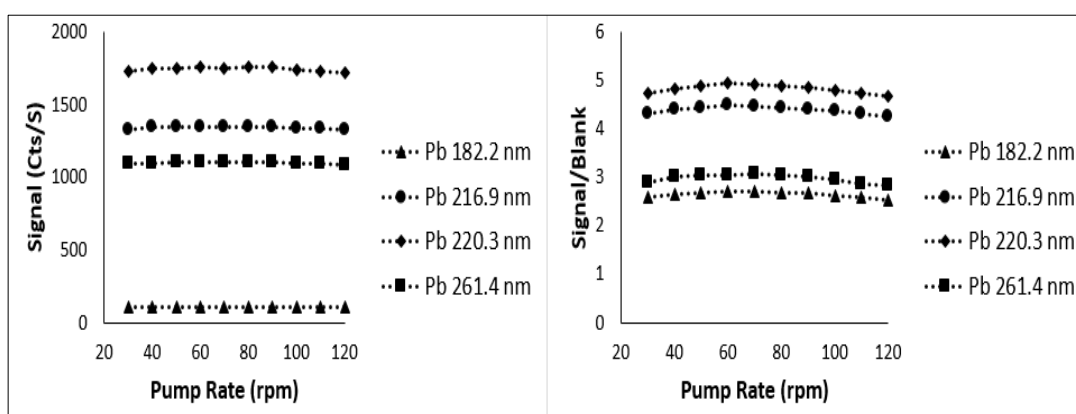 Signal (Cts/S)
2000
1500
1000
500
0
20 40 60 80 100 120
Pump Rate (rpm)
Pb 182.2 nm
Pb 216.9 nm
Pb 220.3 nm
Pb 261.4 nm
Signal/Blank
6
5
4
3
2
1
0
20 40 60 80 100 120
Pump Rate (rpm)
Pb 182.2 nm
Pb 216.9 nm
Pb 220.3 nm
Pb 261.4 nm